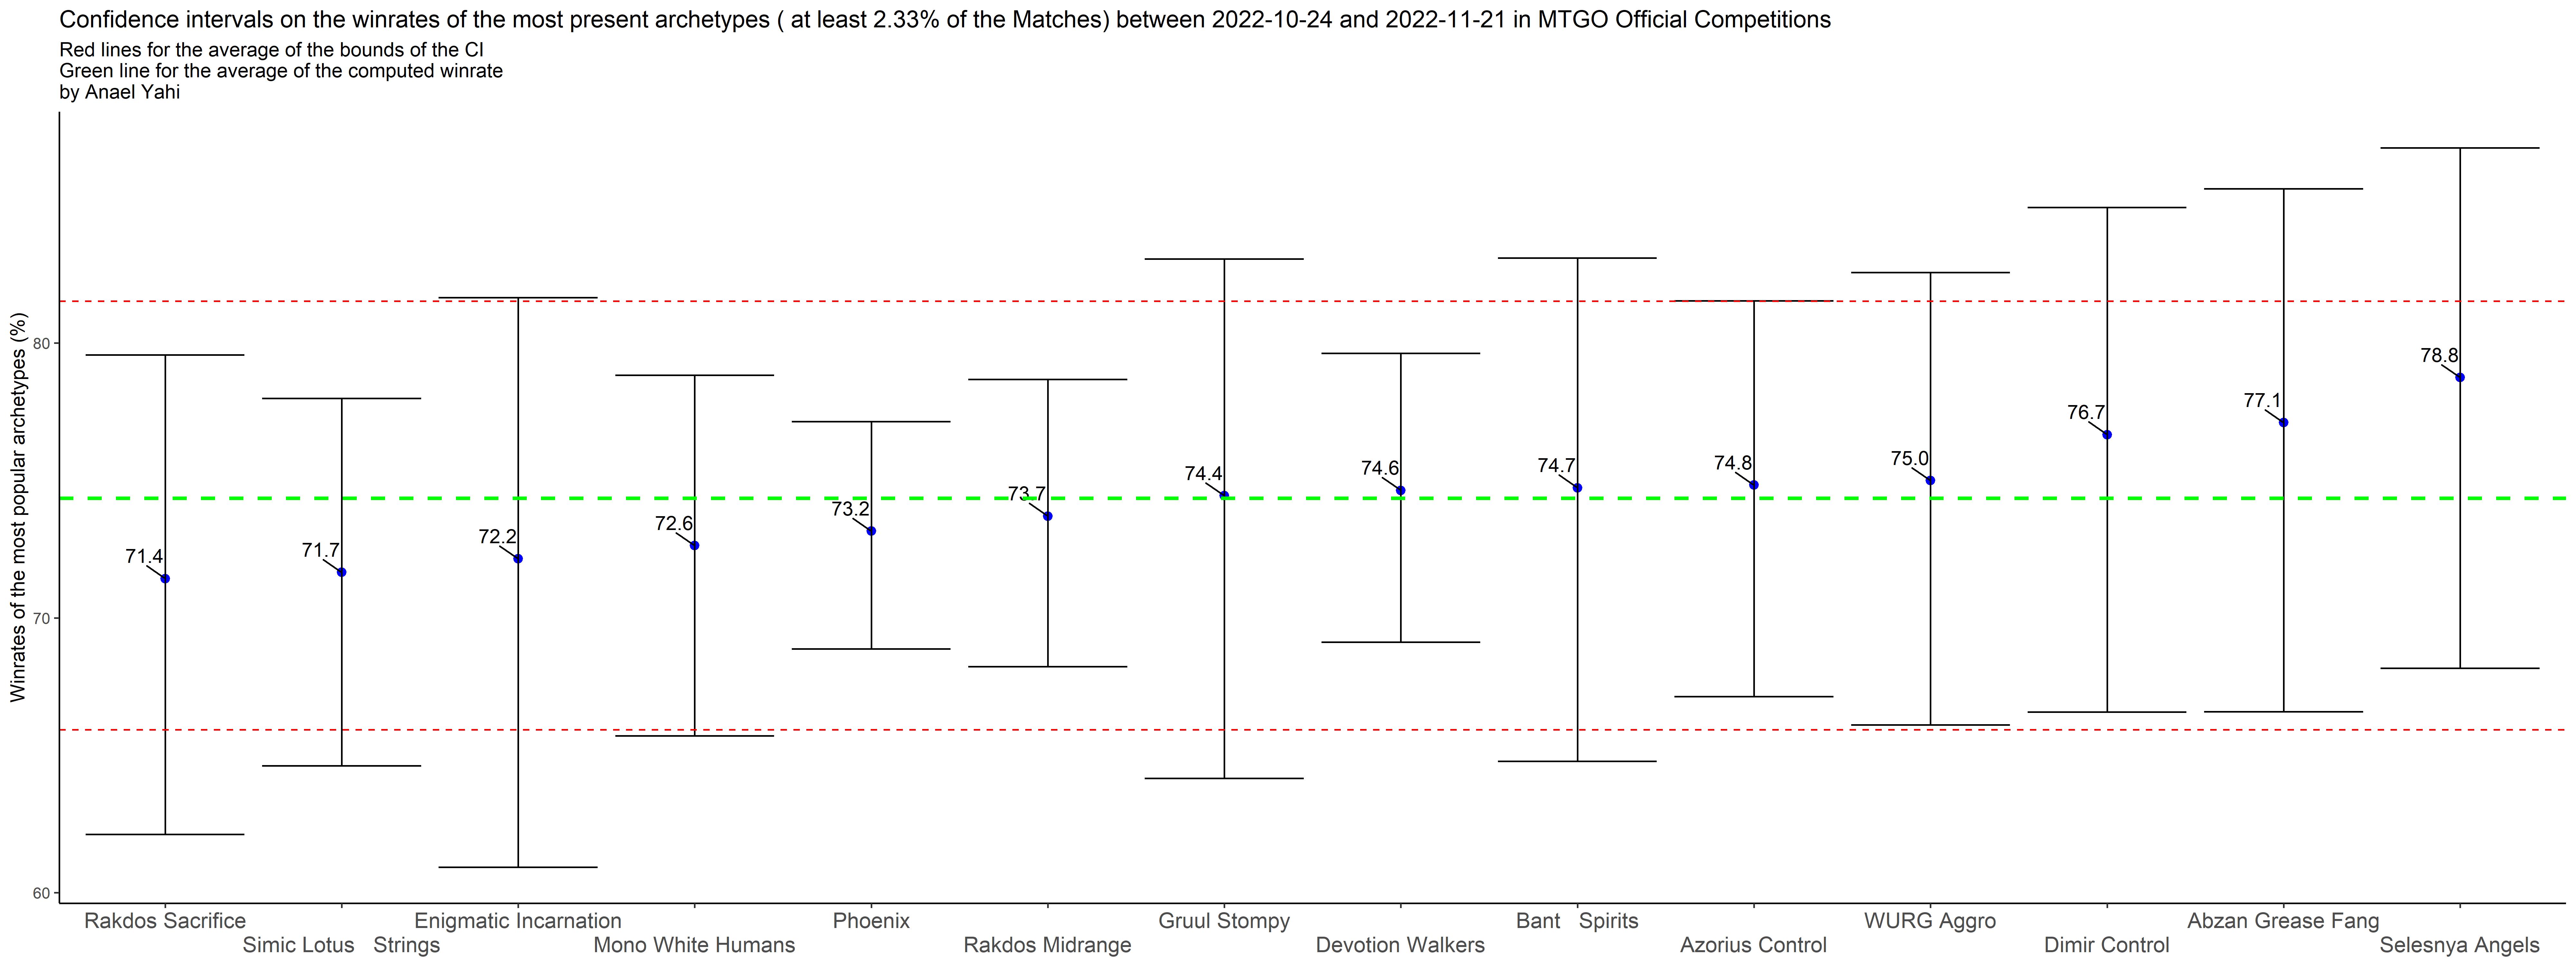 Confidence intervals on the winrates of the most present archetypes ( at least 2.33% of the Matches) between 2022-10-24 and 2022-11-21 in MTGO Official Competitions
Red lines for the average of the bounds of the CI
Green line for the average of the computed winrate
by Anael Yahi
Winrates of the most popular archetypes (%)
80
70
60
71.4
71.7
72.2
72.6
73.2
73.7
74.4
74.6
74.7
74.8
75.0
76.7
77.1
78.8
Rakdos Sacrifice
Simic Lotus Strings
Enigmatic Incarnation
Mono White Humans
Phoenix
Rakdos Midrange
Gruul Stompy
Devotion Walkers
Bant Spirits
Azorius Control
WURG Aggro
Dimir Control
Abzan Grease Fang
Selesnya Angels